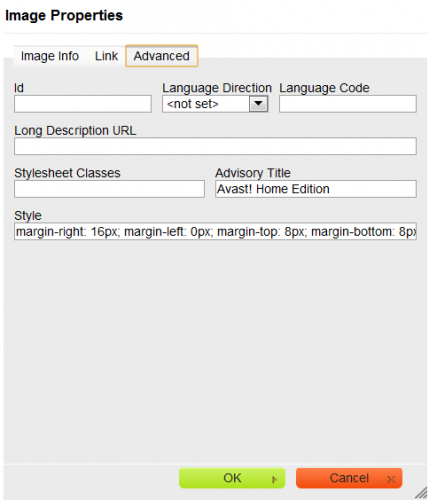 Image Properties
Image Info Link Advanced
Id Language Direction Language Code
<not set>
Long Description URL
Stylesheet Classes Advisory Title
Avast! Home Edition
Style
margin-right: 16px; margin-left: 0px; margin-top: 8px; margin-bottom: 8px
OK Cancel